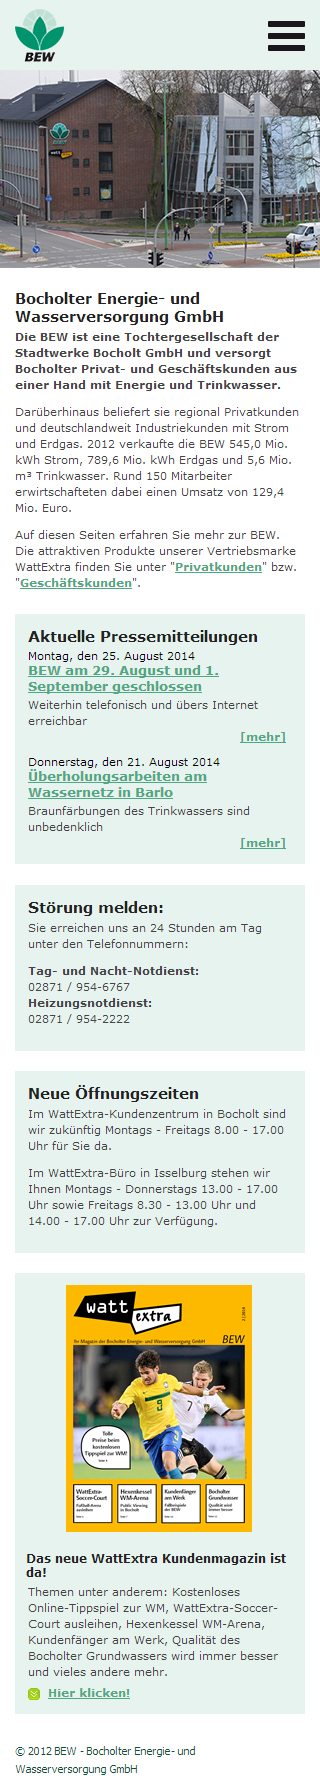 BEW
Bocholter Energie- und
Wasserversorgung GmbH
Die BEW ist eine Tochtergesellschaft der
Stadtwerke Bocholt GmbH und versorgt
Bocholter Privat- und Geschäftskunden aus
einer Hand mit Energie und Trinkwasser.
Darüberhinaus beliefert sie regional Privatkunden
und deutschlandweit Industriekunden mit Strom
und Erdgas. 2012 verkaufte die BEW 545,0 Mio.
kWh Strom, 789,6 Mio. kWh Erdgas und 5,6 Mio.
m³ Trinkwasser. Rund 150 Mitarbeiter
erwirtschafteten dabei einen Umsatz von 129,4
Mio. Euro.
Auf diesen Seiten erfahren Sie mehr zur BEW.
Die attraktiven Produkte unserer Vertriebsmarke
WattExtra finden Sie unter "Privatkunden" bzw.
"Geschäftskunden".
Aktuelle Pressemitteilungen
Montag, den 25. August 2014
BEW am 29. August und 1.
September geschlossen
Weiterhin telefonisch und übers Internet
erreichbar
[mehr]
Donnerstag, den 21. August 2014
Überholungsarbeiten am
Wassernetz in Barlo
Braunfärbungen des Trinkwassers sind
unbedenklich
[mehr]
Störung melden:
Sie erreichen uns an 24 Stunden am Tag
unter den Telefonnummern:
Tag- und Nacht-Notdienst:
02871 / 954-6767
Heizungsnotdienst:
02871 / 954-2222
Neue Öffnungszeiten
Im WattExtra-Kundenzentrum in Bocholt sind
wir zukünftig Montags - Freitags 8.00 - 17.00
Uhr für Sie da.
Im WattExtra-Büro in Isselburg stehen wir
Ihnen Montags - Donnerstags 13.00 - 17.00
Uhr sowie Freitags 8.30 - 13.00 Uhr und
14.00 - 17.00 Uhr zur Verfügung.
watt
extra
Ihr Magazin der Bocholter Energie- und Wasserversorgung GmbH
BEW
Tolle
Preise beim
kostenlosen
Tippspiel zur WM!
WattExtra-
Soccer-Court
Hexenkessel
WM-Arena
Kundenfänger
am Werk
Bocholter
Grundwasser
Das neue WattExtra Kundenmagazin ist
da!
Themen unter anderem: Kostenloses
Online-Tippspiel zur WM, WattExtra-Soccer-
Court ausleihen, Hexenkessel WM-Arena,
Kundenfänger am Werk, Qualität des
Bocholter Grundwassers wird immer besser
und vieles andere mehr.
Hier klicken!
© 2012 BEW - Bocholter Energie- und
Wasserversorgung GmbH